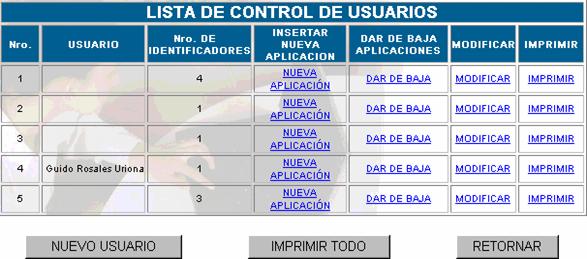 LISTA DE CONTROL DE USUARIOS
Nro. USUARIO Nro. DE IDENTIFICADORES INSERTAR NUEVA APLICACION DAR DE BAJA APLICACIONES MODIFICAR IMPRIMIR
1 4 NUEVA APLICACIÓN DAR DE BAJA MODIFICAR IMPRIMIR
2 1 NUEVA APLICACIÓN DAR DE BAJA MODIFICAR IMPRIMIR
3 1 NUEVA APLICACIÓN DAR DE BAJA MODIFICAR IMPRIMIR
4 Guido Rosales Uriona 1 NUEVA APLICACIÓN DAR DE BAJA MODIFICAR IMPRIMIR
5 3 NUEVA APLICACIÓN DAR DE BAJA MODIFICAR IMPRIMIR
NUEVO USUARIO IMPRIMIR TODO RETORNAR